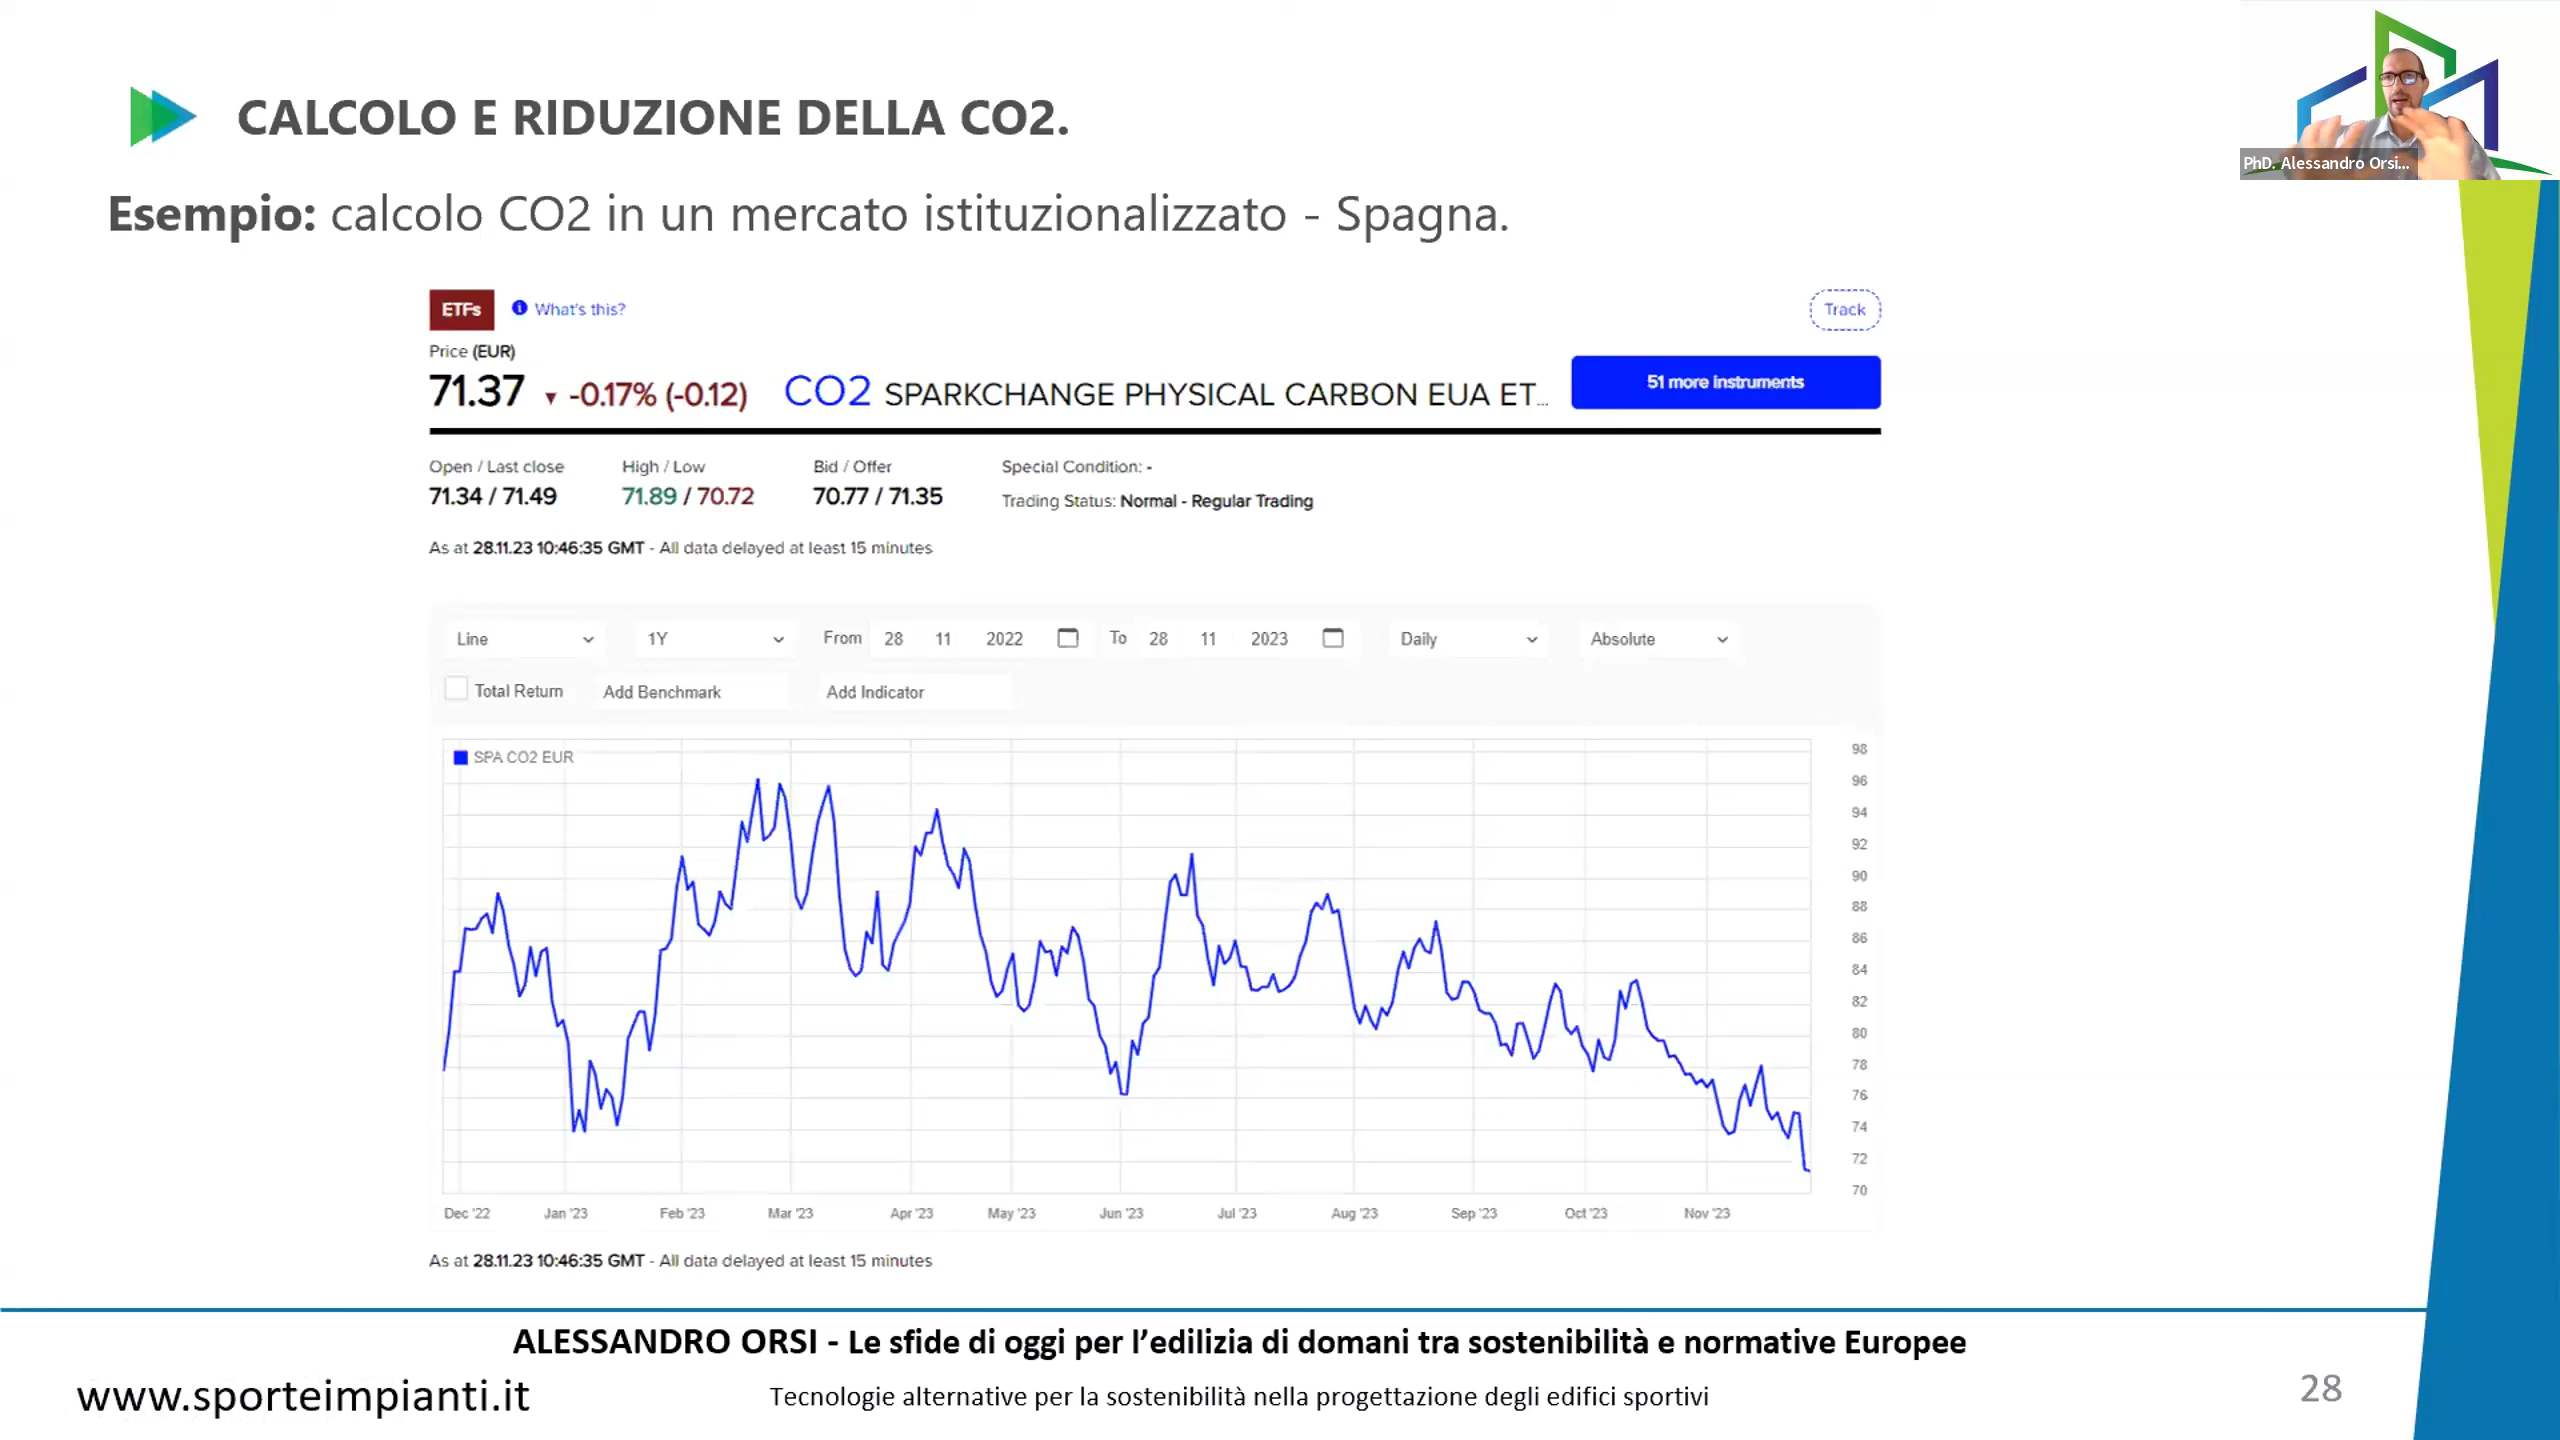 CALCOLO E RIDUZIONE DELLA CO2.
PhD. Alessandro Orsi...
Esempio: calcolo CO2 in un mercato istituzionalizzato - Spagna.
ETFs What's this? Track
Price (EUR)
71.37 ▼ -0.17% (-0.12) CO2 SPARKCHANGE PHYSICAL CARBON EUA ET... 51 more instruments
Open / Last close High / Low Bid / Offer Special Condition: -
71.34 / 71.49 71.89 / 70.72 70.77 / 71.35 Trading Status: Normal - Regular Trading
As at 28.11.23 10:46:35 GMT - All data delayed at least 15 minutes
Line 1Y From 28 11 2022 To 28 11 2023 Daily Absolute
Total Return Add Benchmark Add Indicator
SPA CO2 EUR
98
96
94
92
90
88
86
84
82
80
78
76
74
72
70
Dec '22 Jan '23 Feb '23 Mar '23 Apr '23 May '23 Jun '23 Jul '23 Aug '23 Sep '23 Oct '23 Nov '23
As at 28.11.23 10:46:35 GMT - All data delayed at least 15 minutes
ALESSANDRO ORSI - Le sfide di oggi per l’edilizia di domani tra sostenibilità e normative Europee
www.sporteimpianti.it Tecnologie alternative per la sostenibilità nella progettazione degli edifici sportivi 28